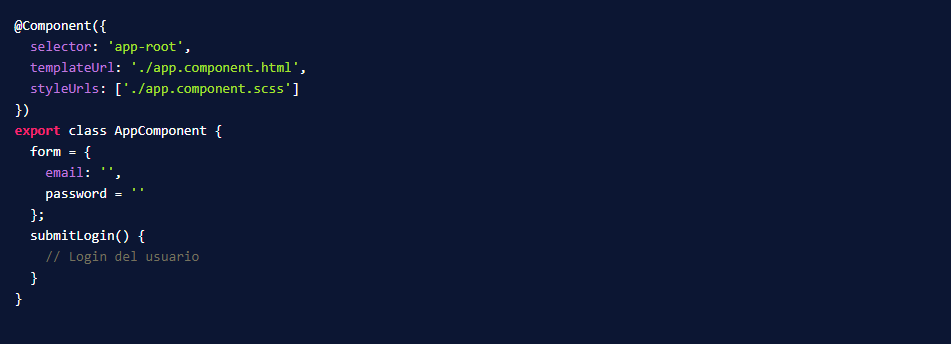 @Component({
  selector: 'app-root',
  templateUrl: './app.component.html',
  styleUrls: ['./app.component.scss']
})
export class AppComponent {
  form = {
    email: '',
    password = ''
  };
  submitLogin() {
    // Login del usuario
  }
}